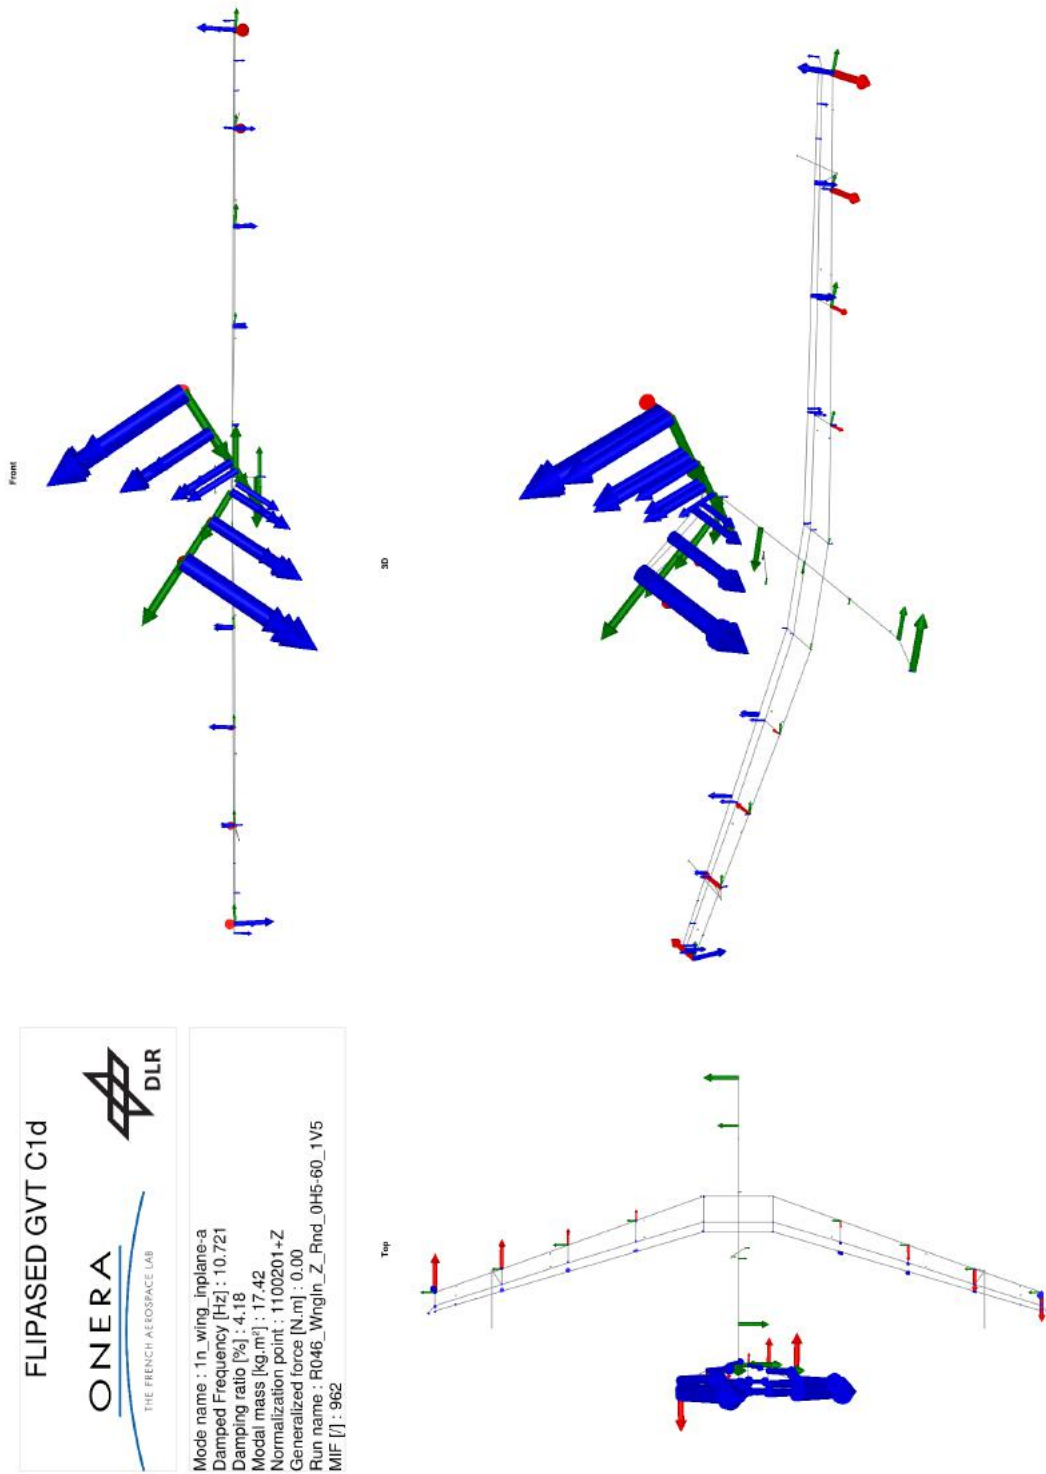 FLIPASED GVT C1d
ONERA
THE FRENCH AEROSPACE LAB
DLR
Mode name : 1n_wing_inplane-a
Damped Frequency [Hz] : 10.721
Damping ratio [%] : 4.18
Modal mass [kg.m²] : 17.42
Normalization point : 1100201+Z
Generalized force [N.m] : 0.00
Run name : R046_WngIn_Z_Rnd_0H5-60_1V5
MIF [/] : 962
Front
3D
Top